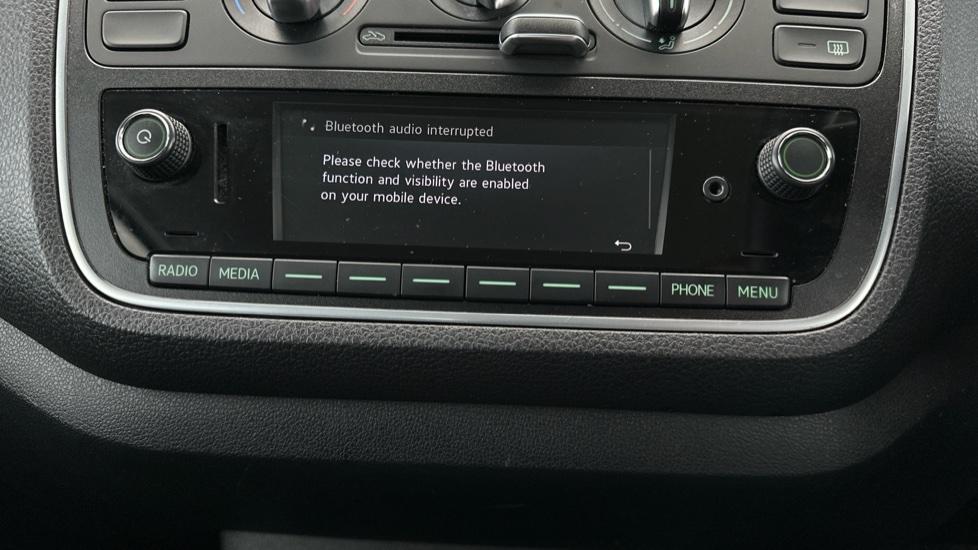 Bluetooth audio interrupted
Please check whether the Bluetooth
function and visibility are enabled
on your mobile device.
RADIO
MEDIA
PHONE
MENU